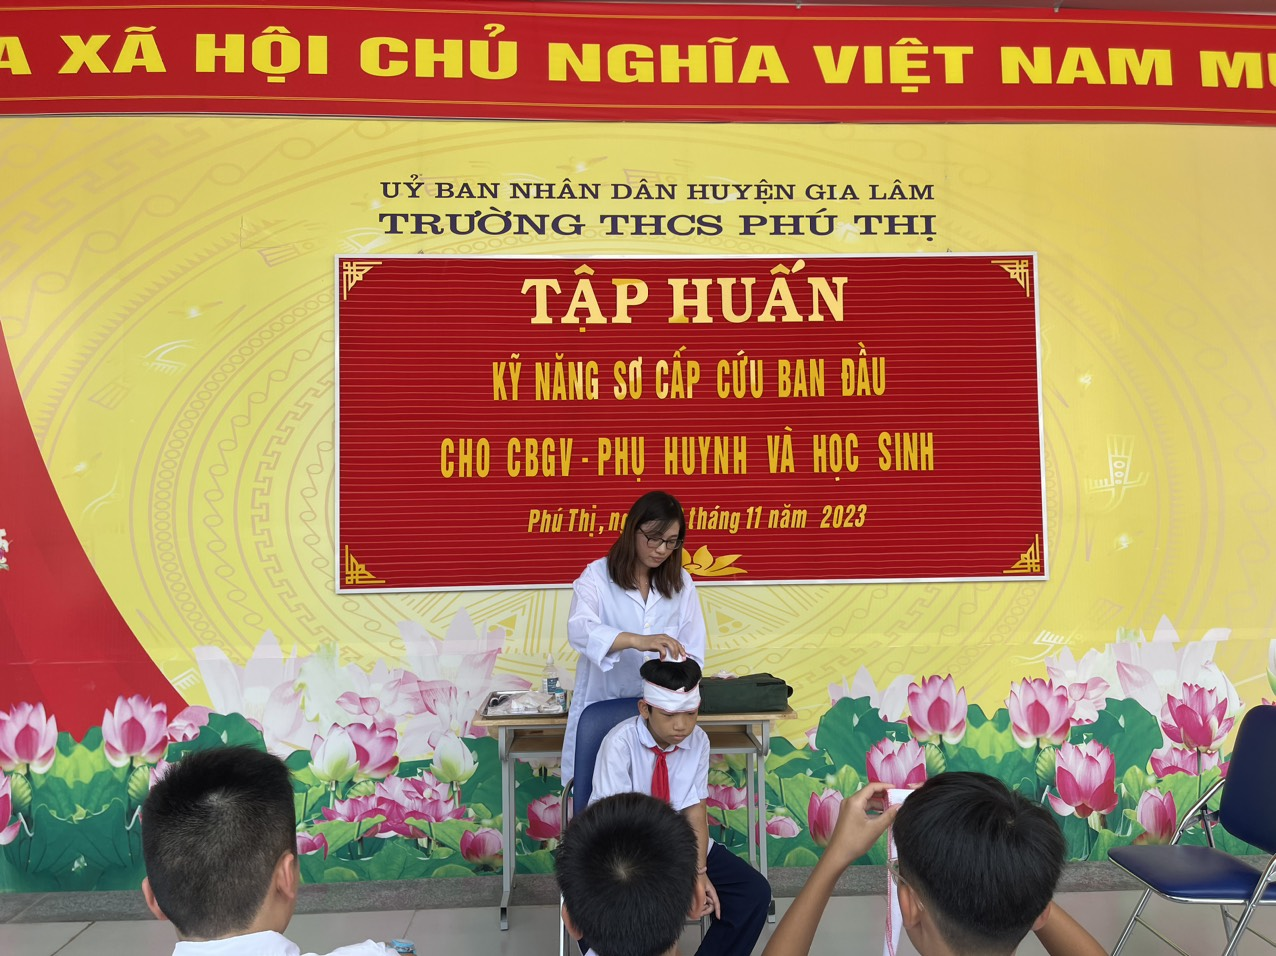 A XÃ HỘI CHỦ NGHĨA VIỆT NAM
UỶ BAN NHÂN DÂN HUYỆN GIA LÂM
TRƯỜNG THCS PHÚ THỊ
TẬP HUẤN
KỸ NĂNG SƠ CẤP CỨU BAN ĐẦU
CHO CBGV - PHỤ HUYNH VÀ HỌC SINH
Phú Thị, tháng 11 năm 2023